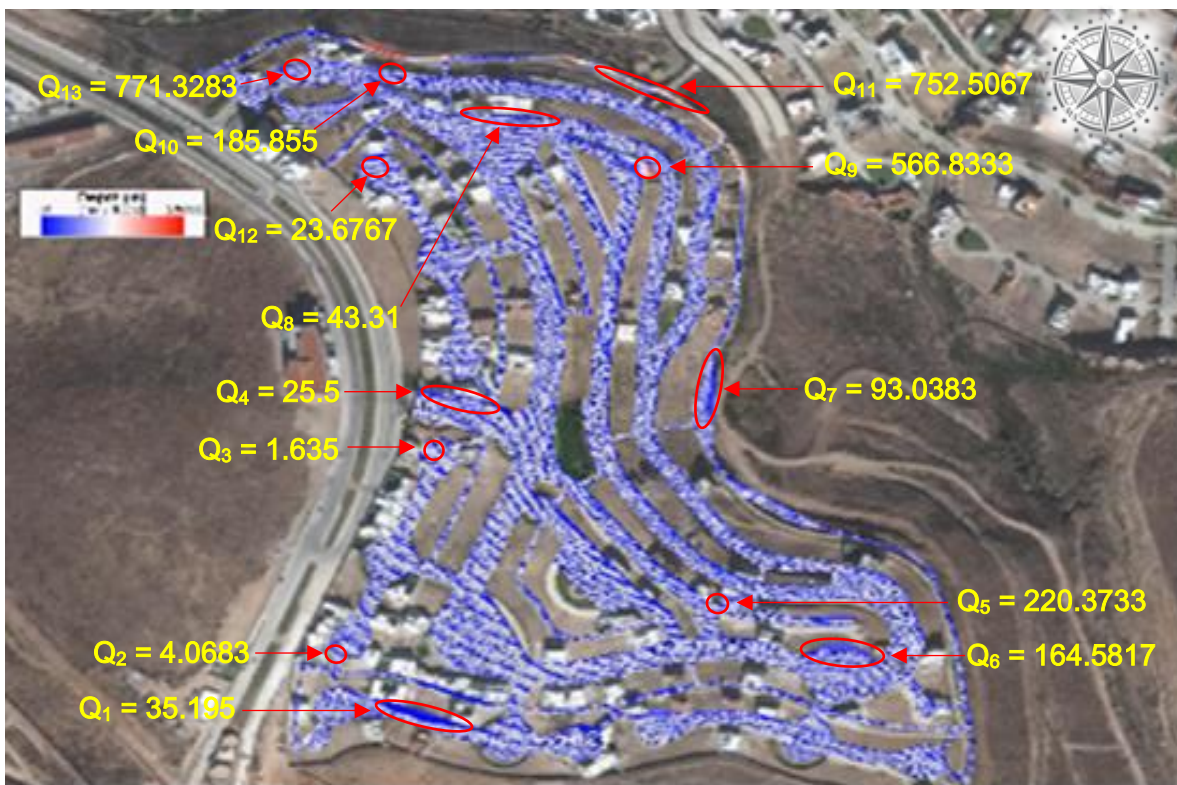 Q₁₃ = 771.3283
Q₁₁ = 752.5067
Q₁₀ = 185.855
Q₉ = 566.8333
Q₁₂ = 23.6767
Q₈ = 43.31
Q₄ = 25.5
Q₇ = 93.0383
Q₃ = 1.635
Q₅ = 220.3733
Q₂ = 4.0683
Q₆ = 164.5817
Q₁ = 35.195